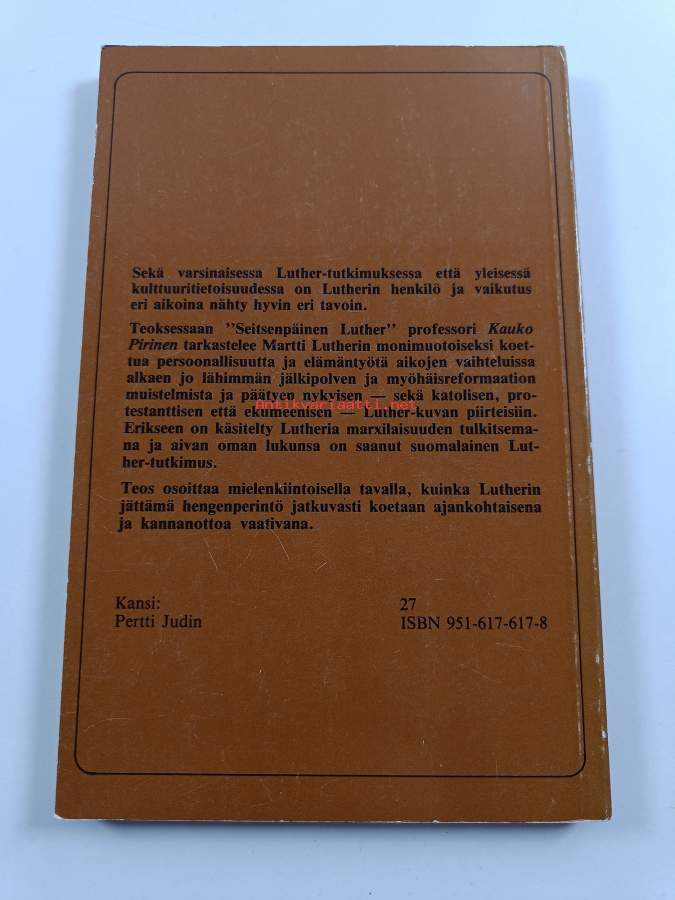 Sekä varsinaisessa Luther-tutkimuksessa että yleisessä
kulttuuritietoisuudessa on Lutherin henkilö ja vaikutus
eri aikoina nähty hyvin eri tavoin.
Teoksessaan ”Seitsenpäinen Luther” professori Kauko
Pirinen tarkastelee Martti Lutherin monimuotoiseksi koet-
tua persoonallisuutta ja elämäntyötä aikojen vaihteluissa
alkaen jo lähimmän jälkipolven ja myöhäisreformaation
muistelmista ja päätyen nykyisen — sekä katolisen, pro-
testanttisen että ekumeenisen — Luther-kuvan piirteisiin.
Antikvariaatti.net
Erikseen on käsitelty Lutheria marxilaisuuden tulkitsema-
na ja aivan oman lukunsa on saanut suomalainen Lut-
her-tutkimus.
Teos osoittaa mielenkiintoisella tavalla, kuinka Lutherin
jättämä hengenperintö jatkuvasti koetaan ajankohtaisena
ja kannanottoa vaativana.
Kansi:
Pertti Judin
27
ISBN 951-617-617-8